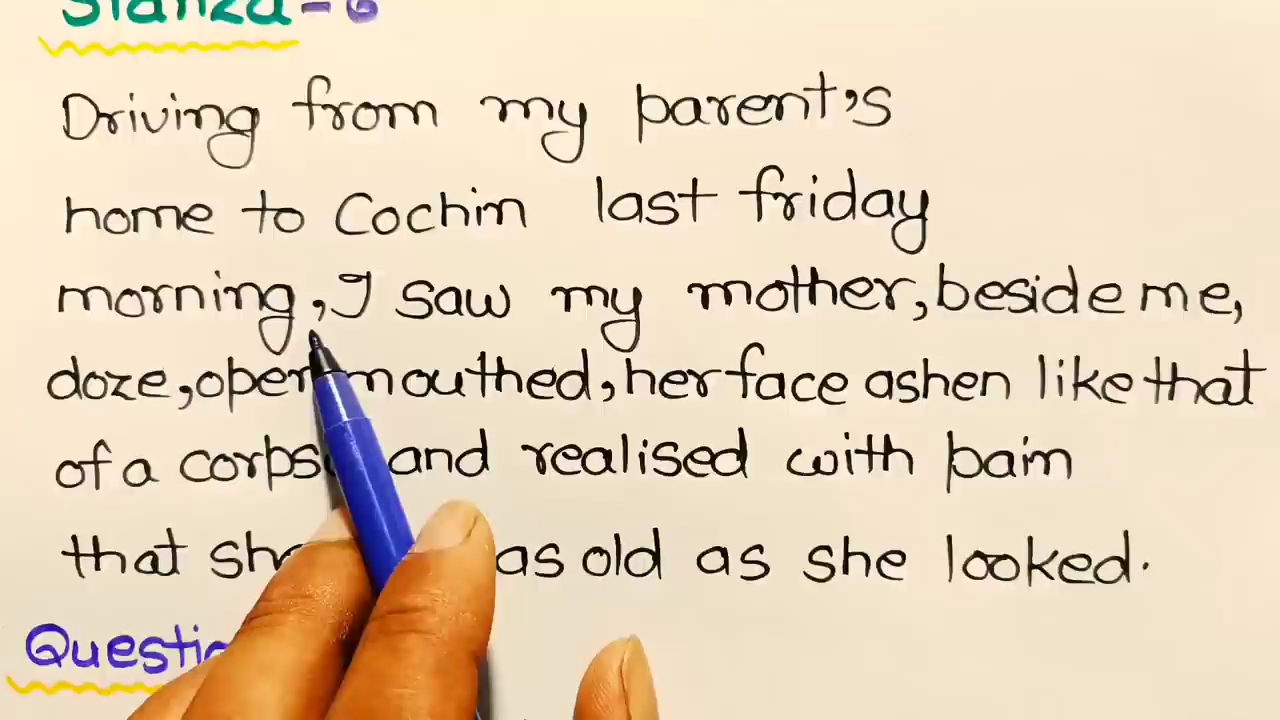 Stanza-6
Driving from my parent's
home to Cochin last friday
morning, I saw my mother, beside me,
doze, open mouthed, her face ashen like that
of a corpse and realised with pain
that she as old as she looked.
Question